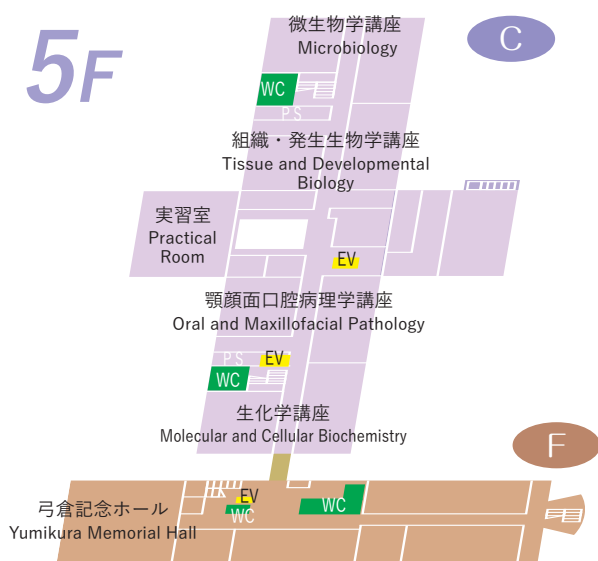 5F
微生物学講座
Microbiology
C
WC
P.S
組織・発生生物学講座
Tissue and Developmental
Biology
実習室
Practical
Room
EV
顎顔面口腔病理学講座
Oral and Maxillofacial Pathology
P.S
EV
WC
生化学講座
Molecular and Cellular Biochemistry
F
弓倉記念ホール
Yumikura Memorial Hall
EV
WC
WC